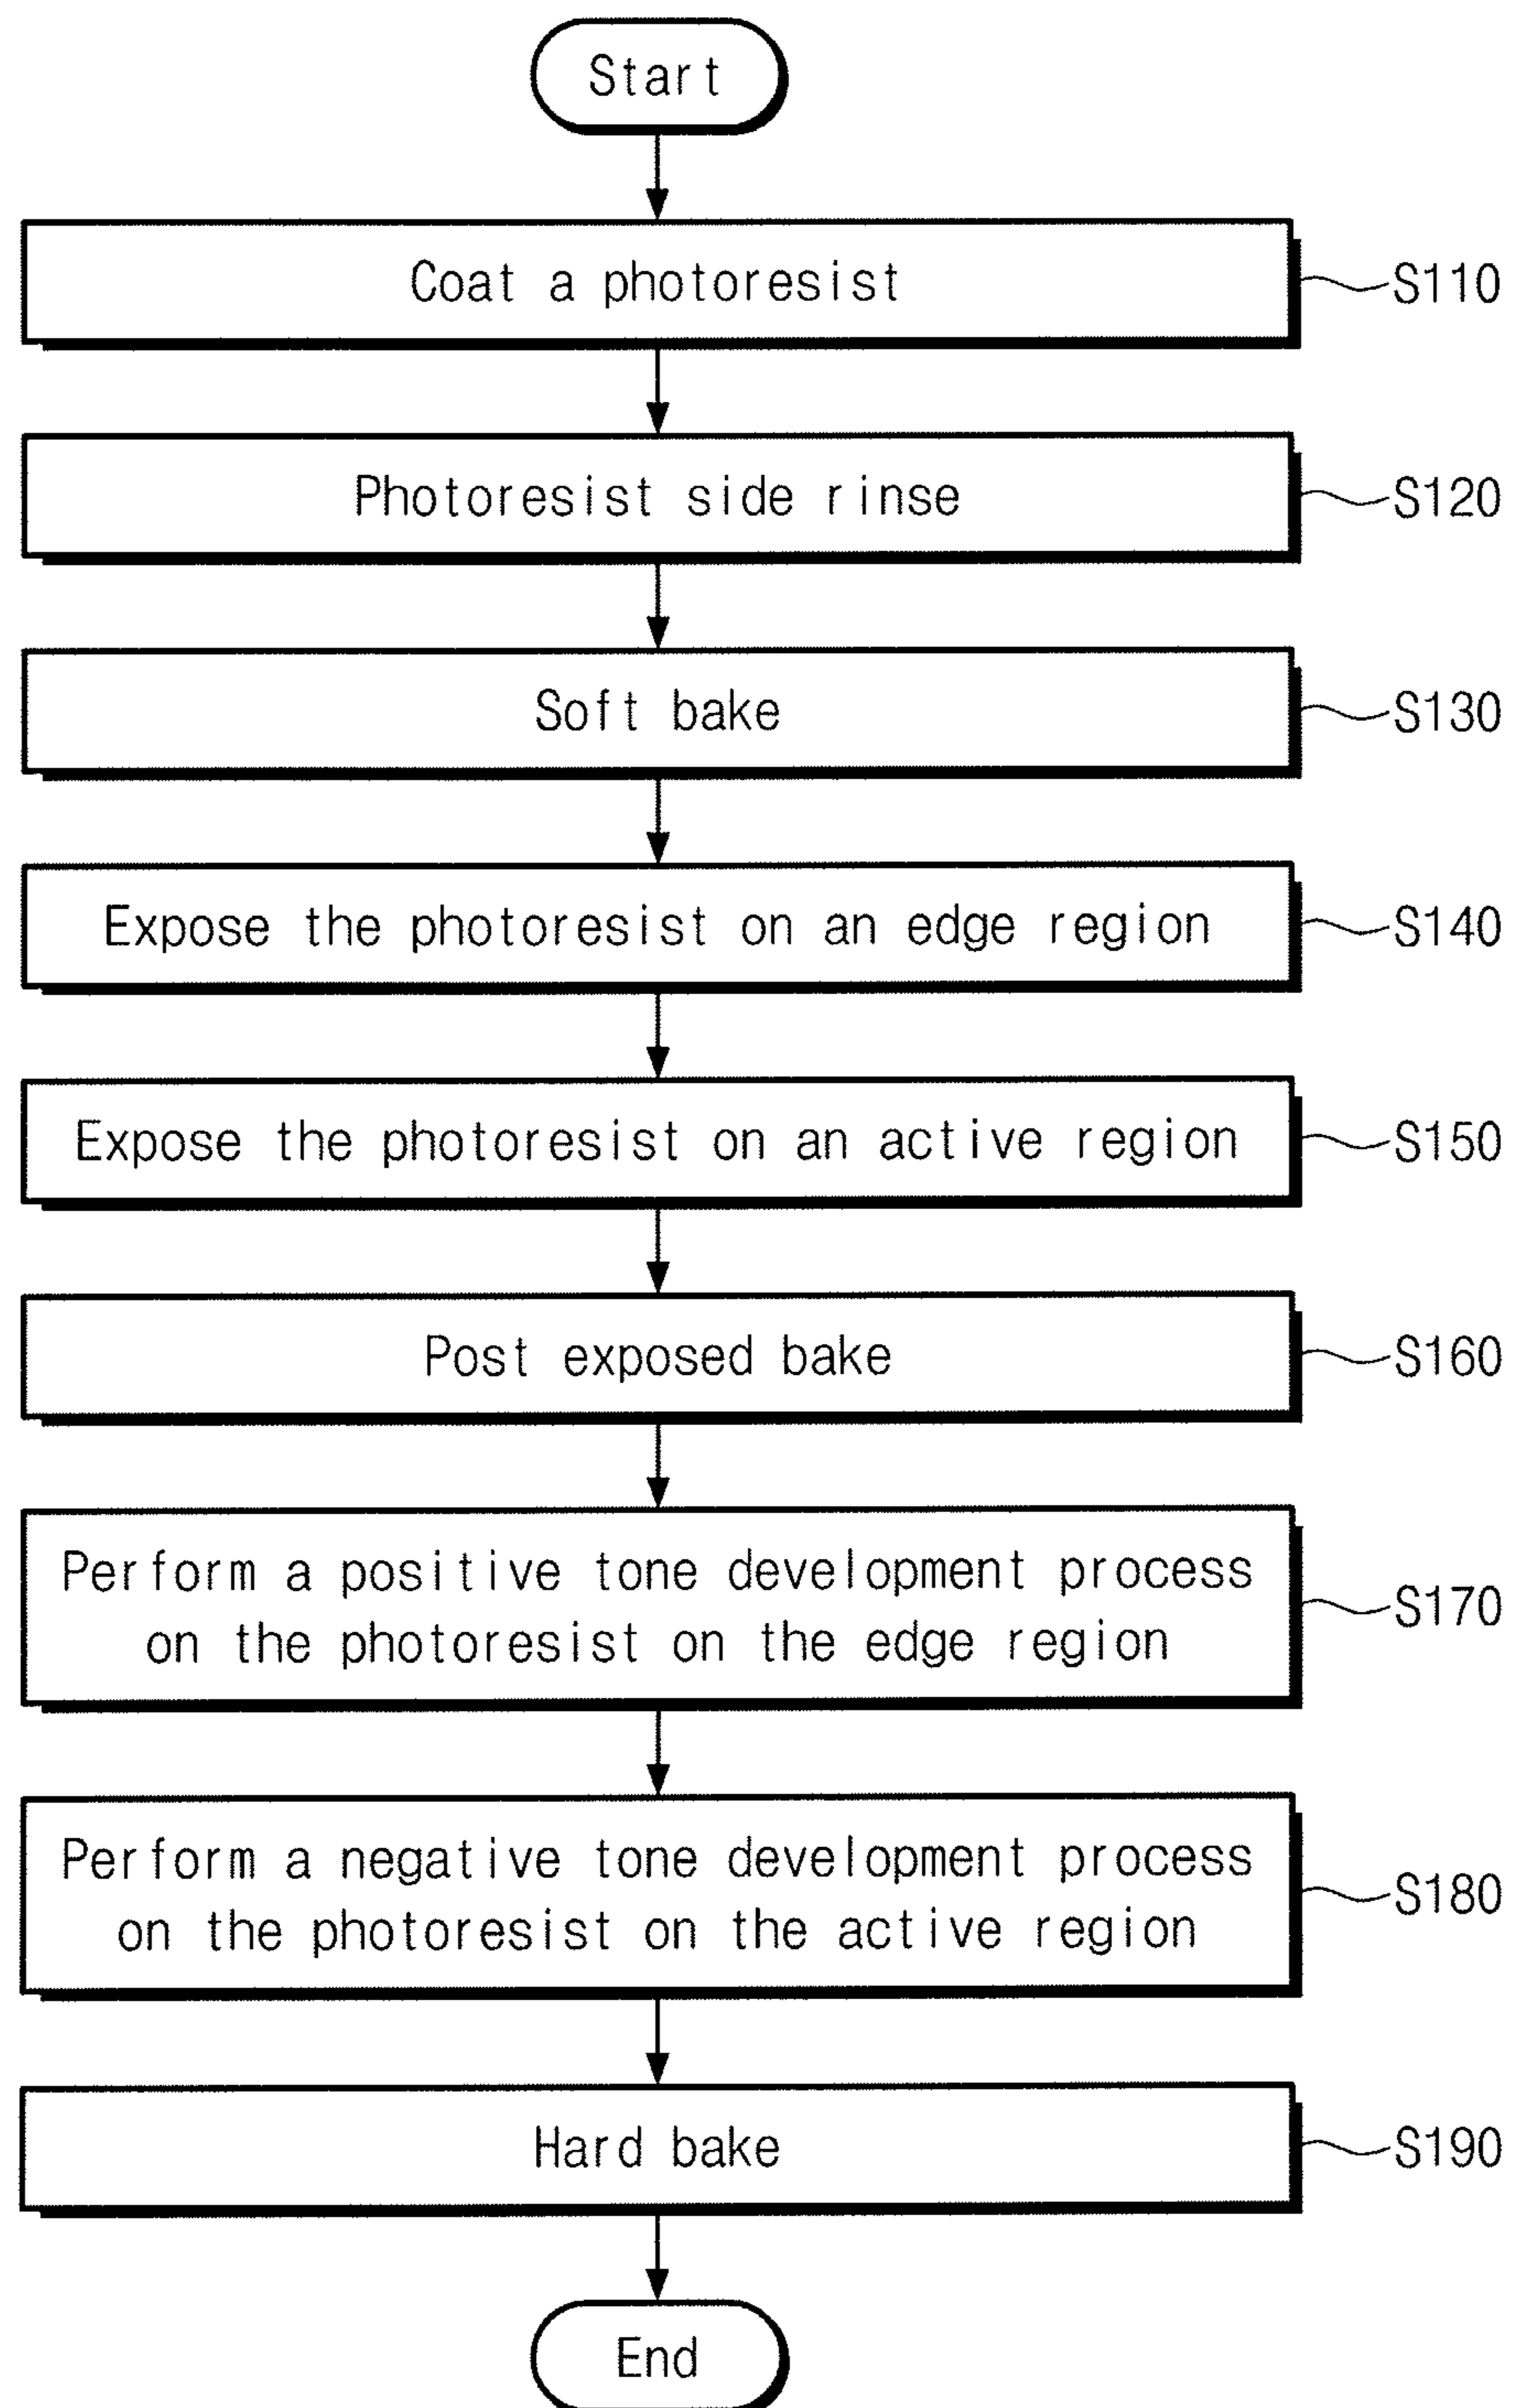 Start
Coat a photoresist
S110
Photoresist side rinse
S120
Soft bake
S130
Expose the photoresist on an edge region
S140
Expose the photoresist on an active region
S150
Post exposed bake
S160
Perform a positive tone development process
on the photoresist on the edge region
S170
Perform a negative tone development process
on the photoresist on the active region
S180
Hard bake
S190
End